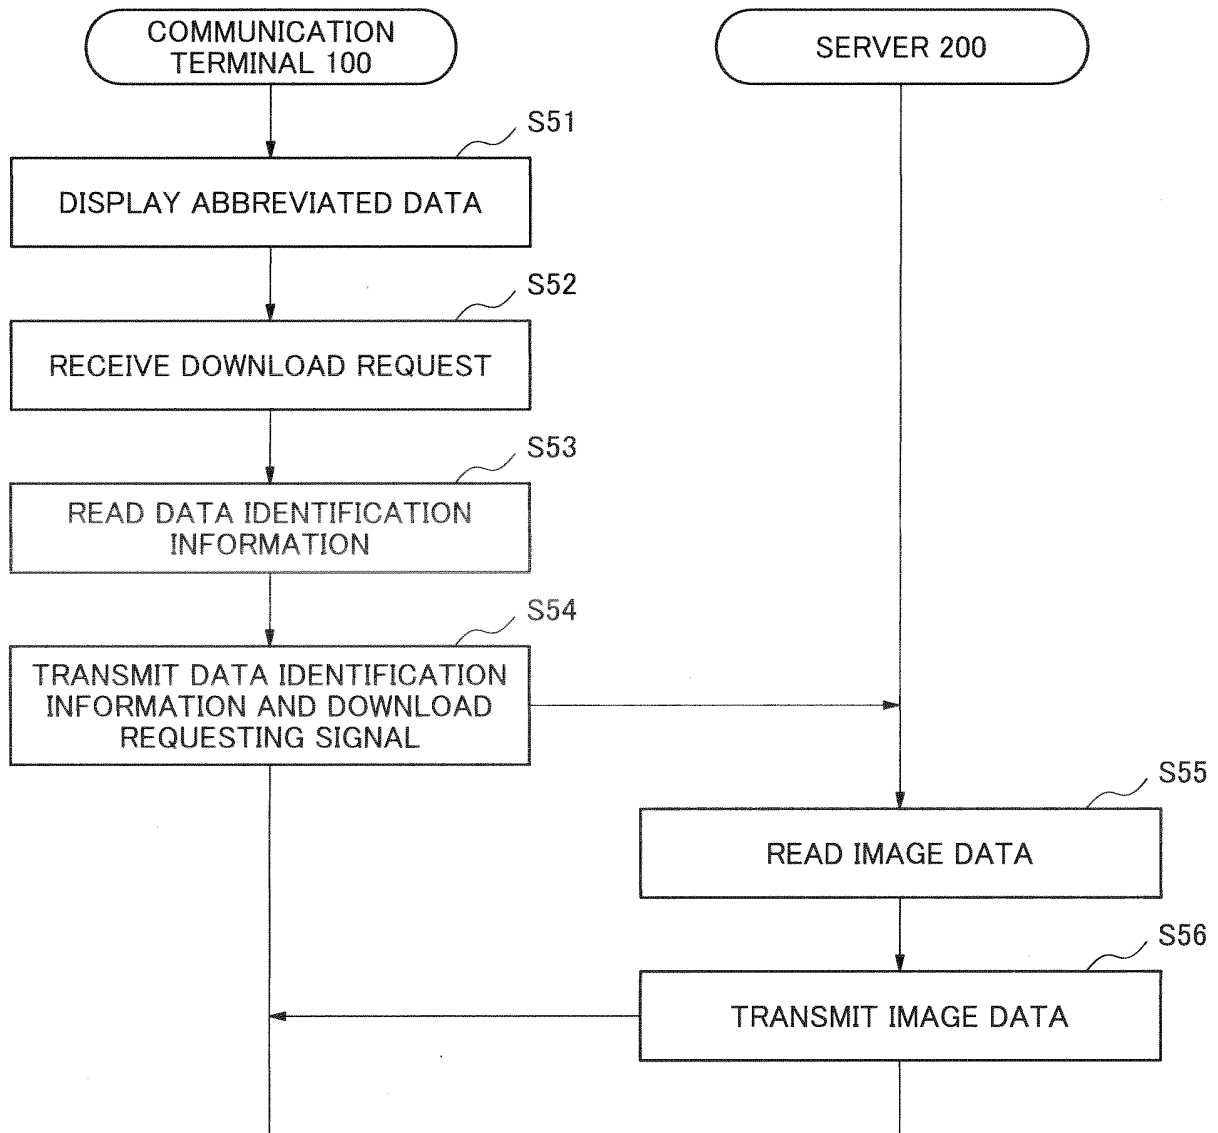 COMMUNICATION
TERMINAL 100
SERVER 200
S51
DISPLAY ABBREVIATED DATA
S52
RECEIVE DOWNLOAD REQUEST
S53
READ DATA IDENTIFICATION
INFORMATION
S54
TRANSMIT DATA IDENTIFICATION
INFORMATION AND DOWNLOAD
REQUESTING SIGNAL
S55
READ IMAGE DATA
S56
TRANSMIT IMAGE DATA